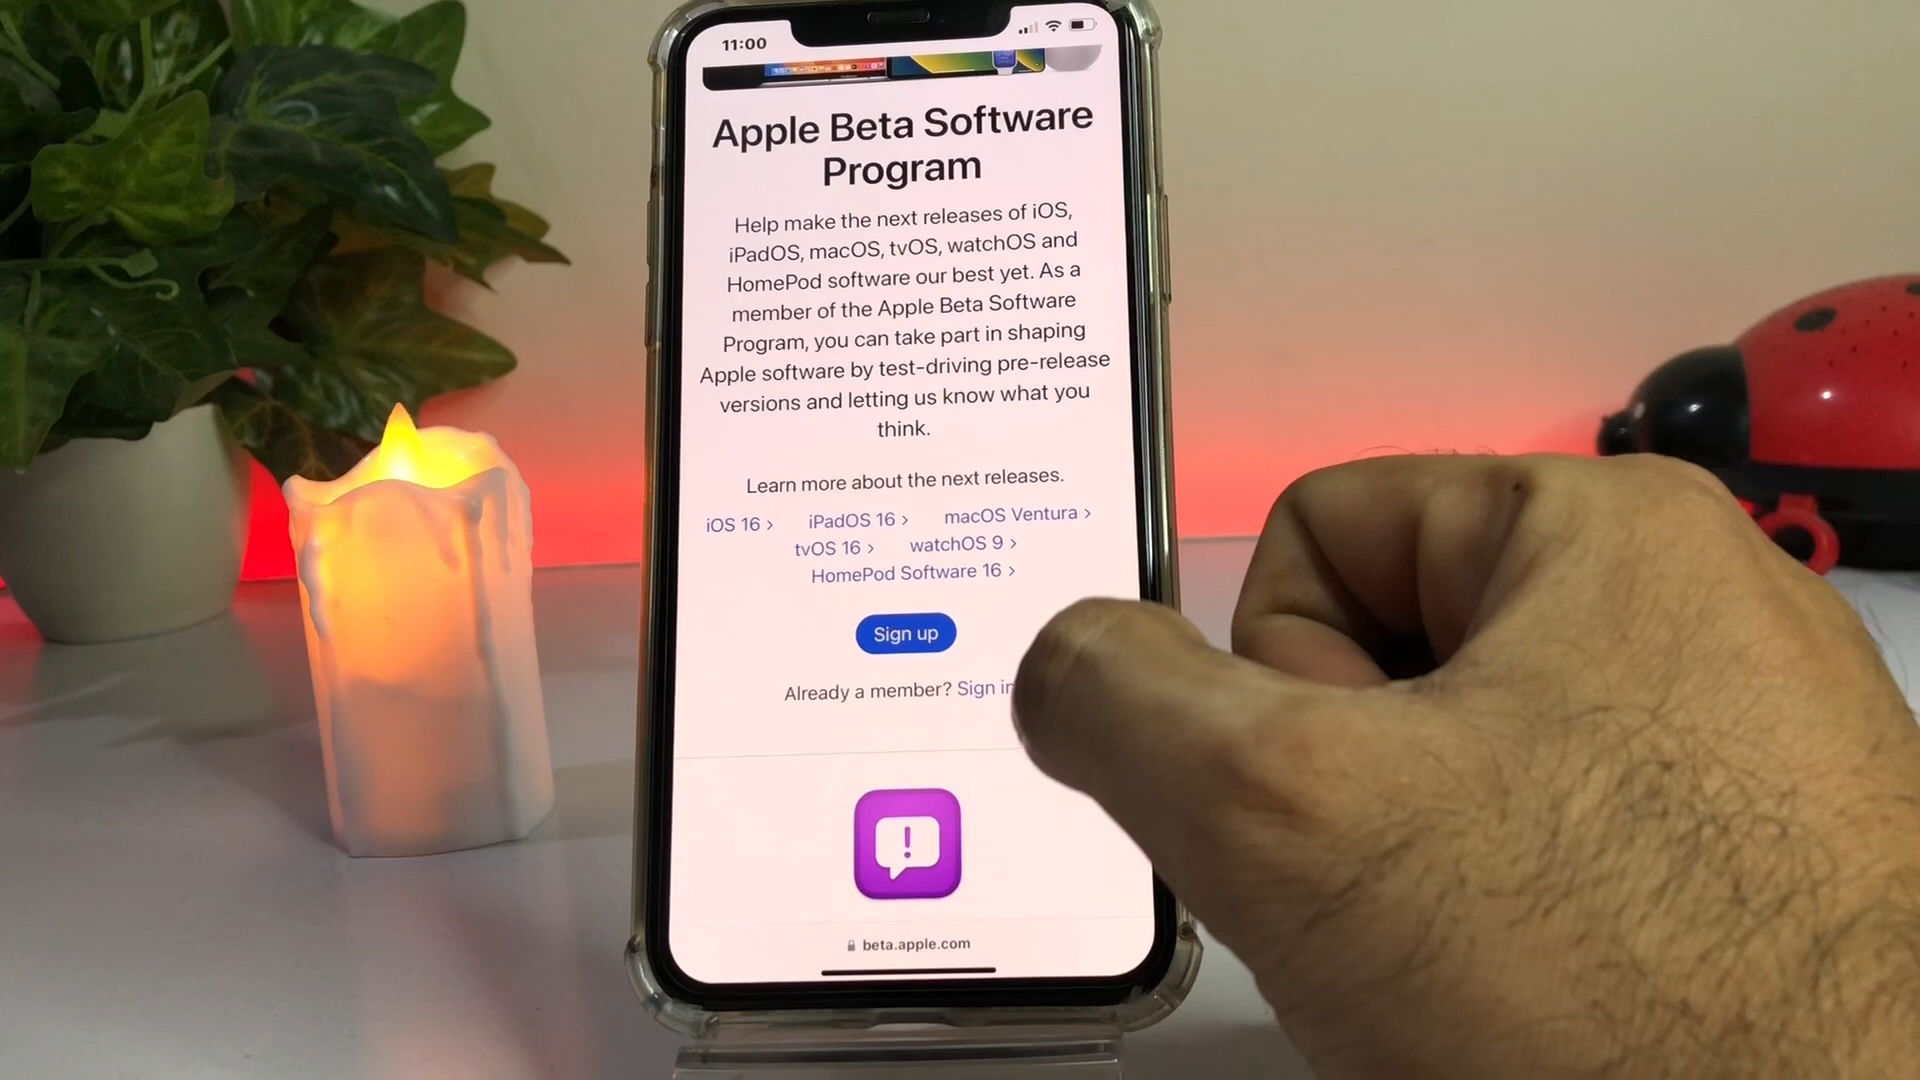 11:00
Apple Beta Software
Program
Help make the next releases of iOS,
iPadOS, macOS, tvOS, watchOS and
HomePod software our best yet. As a
member of the Apple Beta Software
Program, you can take part in shaping
Apple software by test-driving pre-release
versions and letting us know what you
think.
Learn more about the next releases.
iOS 16 > iPadOS 16 > macOS Ventura >
tvOS 16 > watchOS 9 >
HomePod Software 16 >
Sign up
Already a member? Sign in
!
beta.apple.com